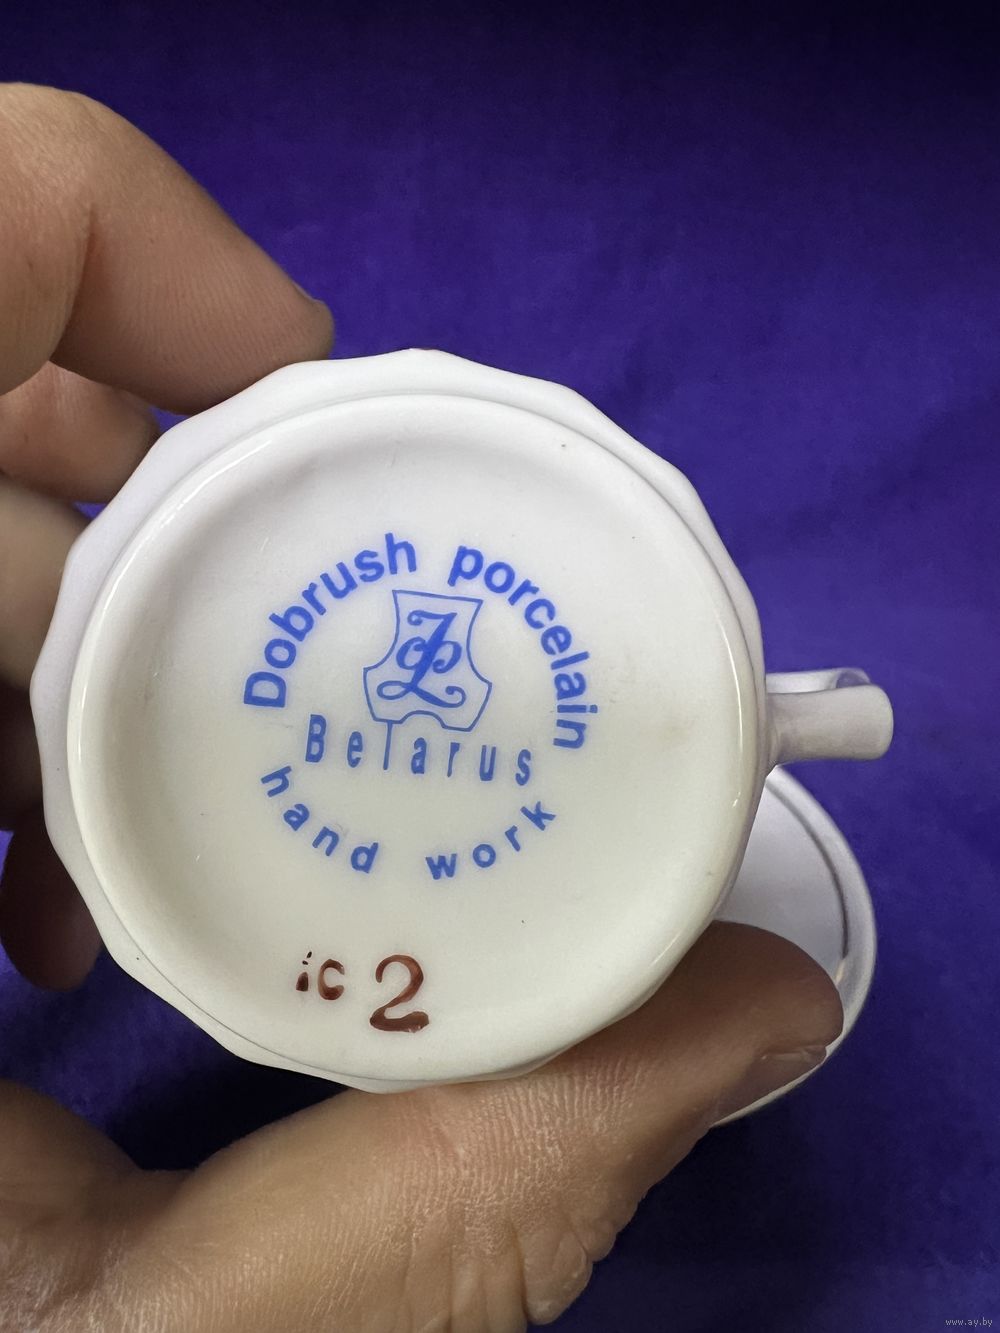 Dobrush porcelain
Belarus
hand work
ic 2
www.ay.by